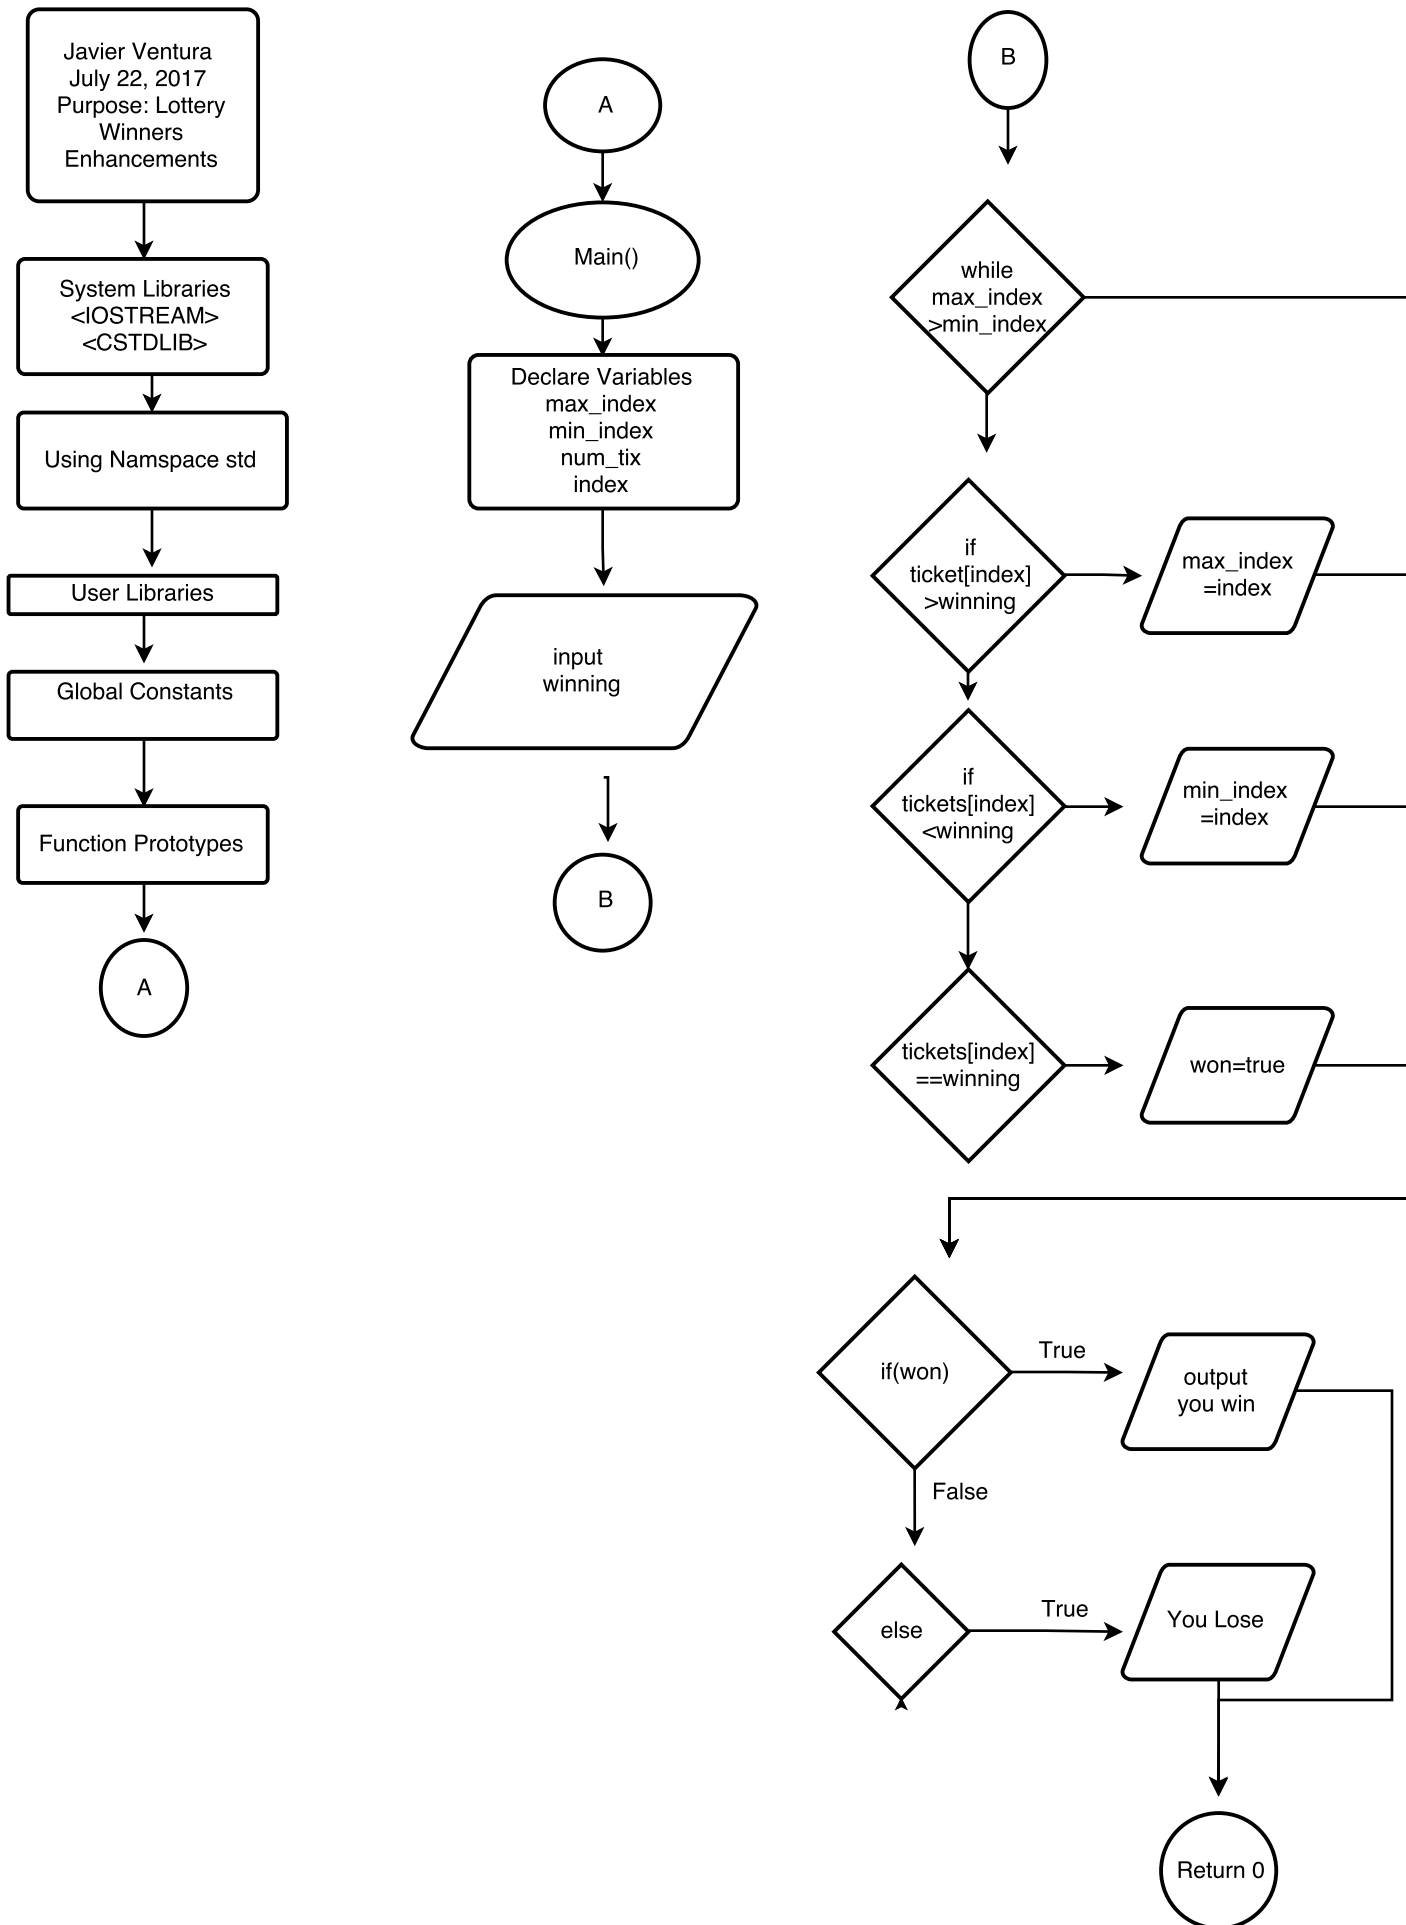 Javier Ventura
July 22, 2017
Purpose: Lottery
Winners
Enhancements
System Libraries
<IOSTREAM>
<CSTDLIB>
Using Namspace std
User Libraries
Global Constants
Function Prototypes
A
A
Main()
Declare Variables
max_index
min_index
num_tix
index
input
winning
B
B
while
max_index
>min_index
if
ticket[index]
>winning
max_index
=index
if
tickets[index]
<winning
min_index
=index
tickets[index]
==winning
won=true
if(won)
True
output
you win
False
else
True
You Lose
Return 0